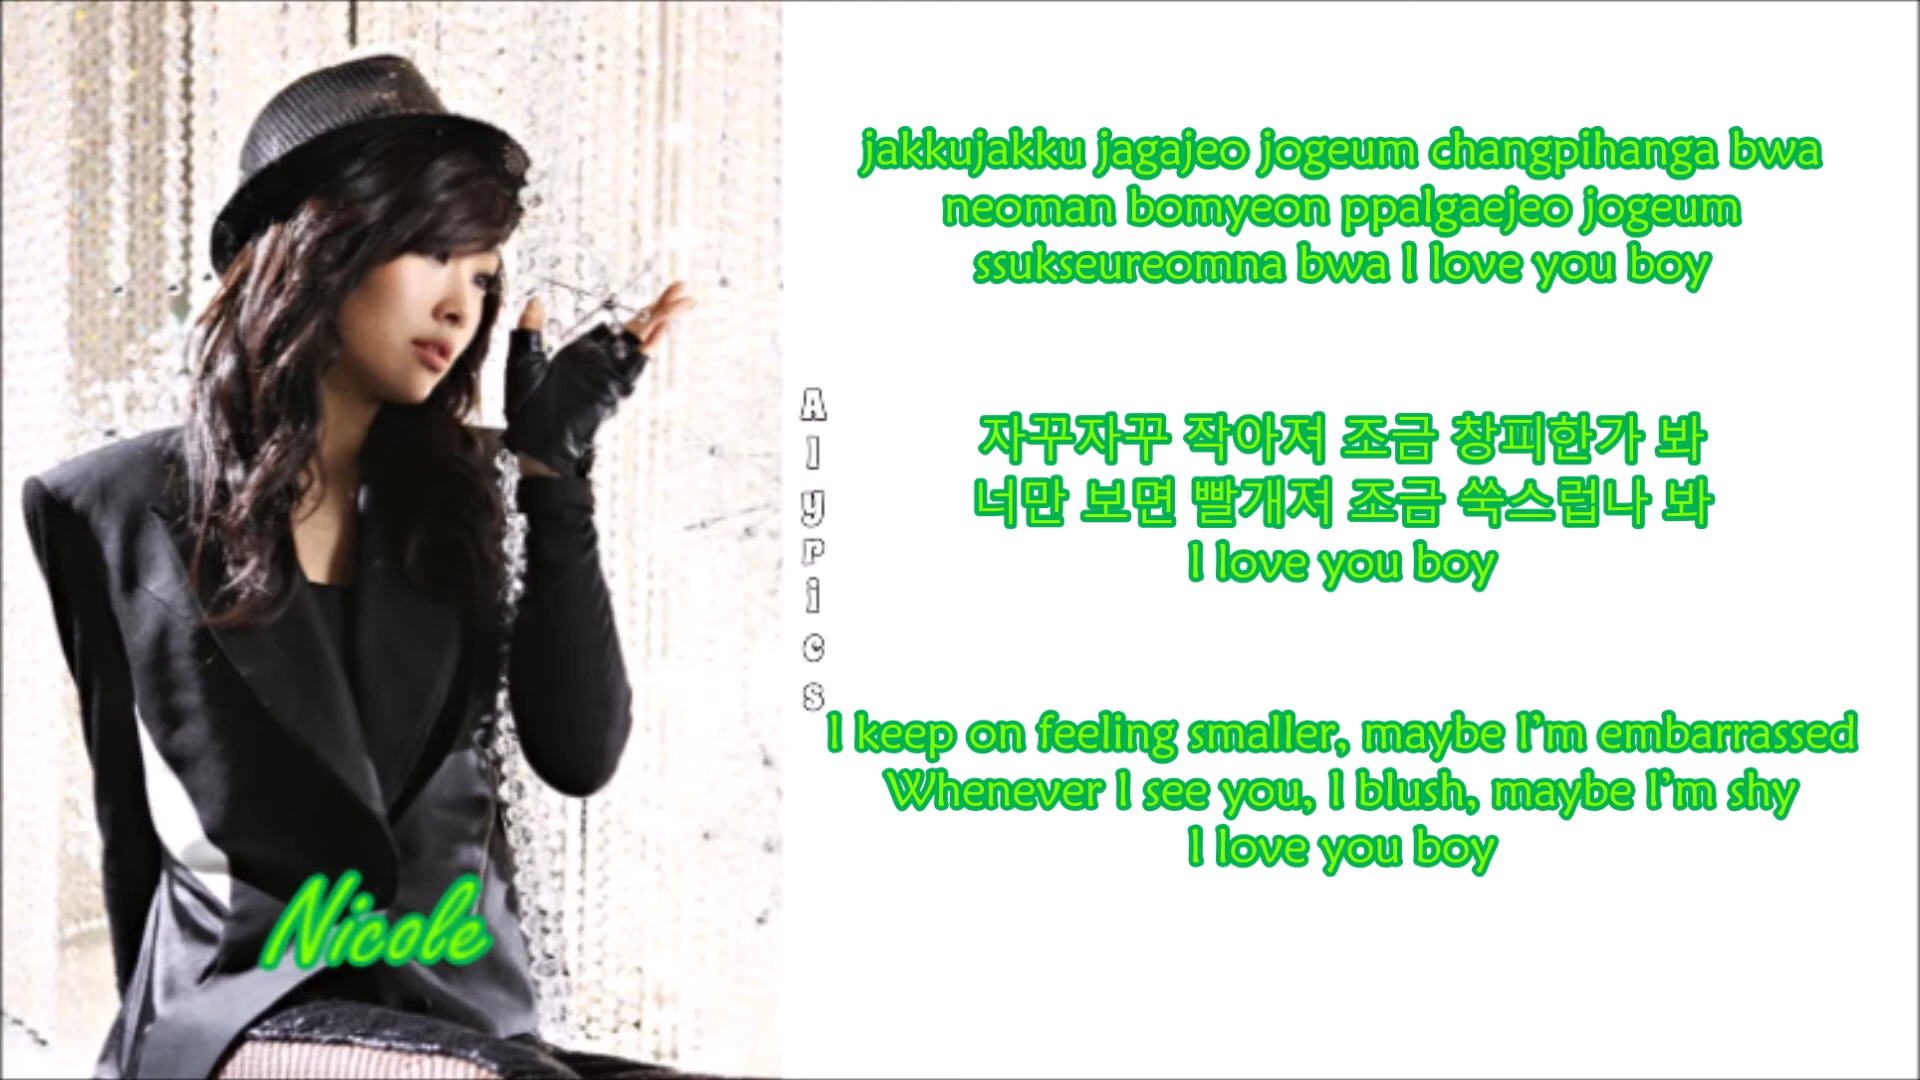 jakkujakku jagajeo jogeum changpihanga bwa
neoman bomyeon ppalgaejeo jogeum
ssukseureomna bwa I love you boy
자꾸자꾸 작아져 조금 창피한가 봐
너만 보면 빨개져 조금 쑥스럽나 봐
I love you boy
I keep on feeling smaller, maybe I'm embarrassed
Whenever I see you, I blush, maybe I'm shy
I love you boy
Alypics
Nicole